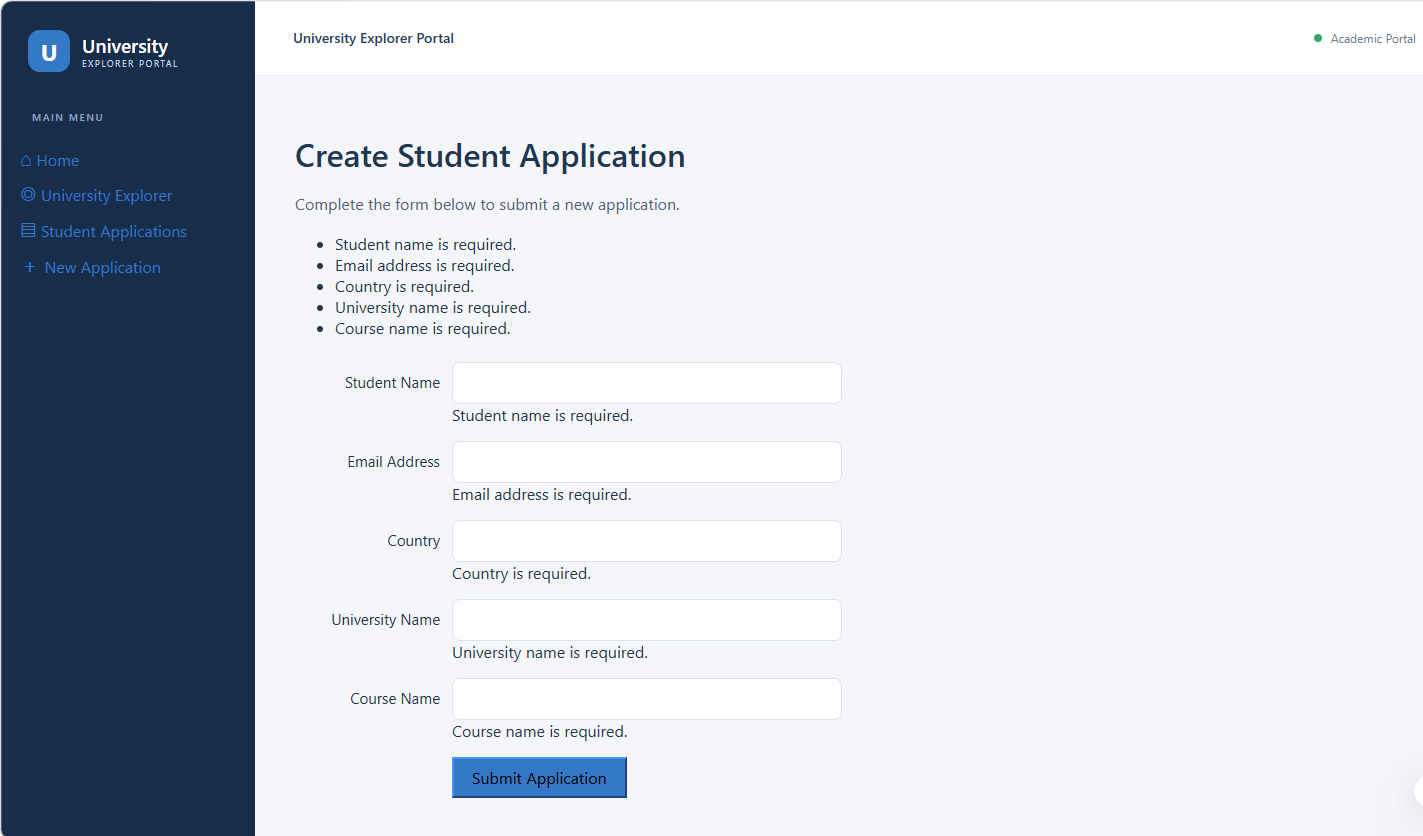 U
University
EXPLORER PORTAL
University Explorer Portal
Academic Portal
MAIN MENU
Home
University Explorer
Student Applications
+ New Application
Create Student Application
Complete the form below to submit a new application.
• Student name is required.
• Email address is required.
• Country is required.
• University name is required.
• Course name is required.
Student Name
Student name is required.
Email Address
Email address is required.
Country
Country is required.
University Name
University name is required.
Course Name
Course name is required.
Submit Application